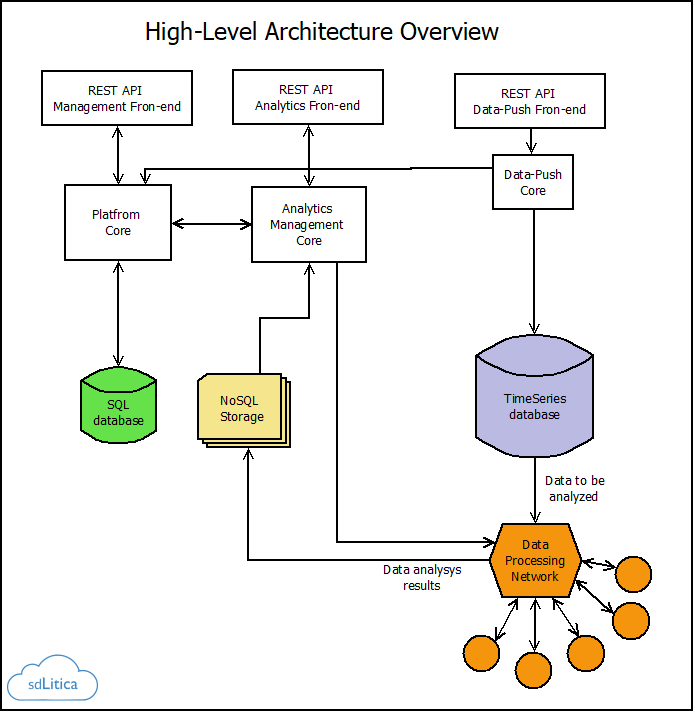 High-Level Architecture Overview
REST API
Management Fron-end
REST API
Analytics Fron-end
REST API
Data-Push Fron-end
Platfrom
Core
Analytics
Management
Core
Data-Push
Core
SQL
database
NoSQL
Storage
TimeSeries
database
Data to be
analyzed
Data
Processing
Network
Data analysys
results
sdLitica